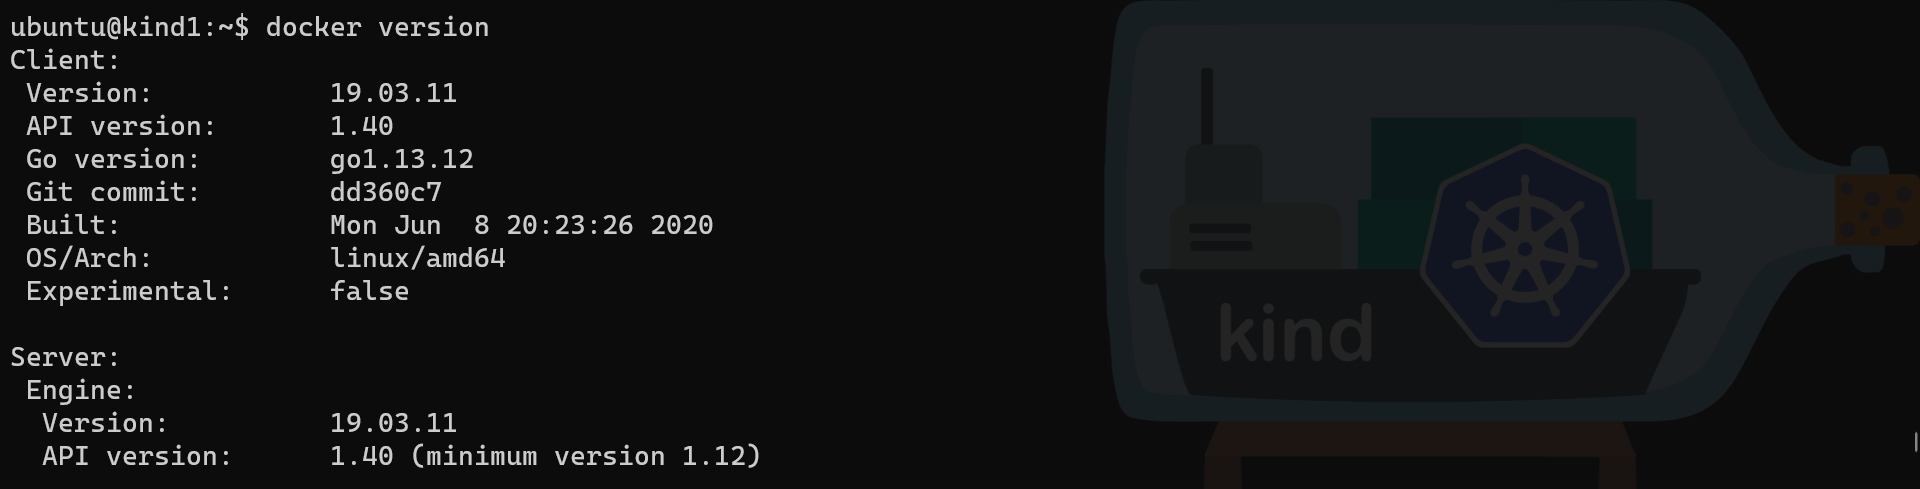 ubuntu@kind1:~$ docker version
Client:
 Version:           19.03.11
 API version:       1.40
 Go version:        go1.13.12
 Git commit:        dd360c7
 Built:             Mon Jun  8 20:23:26 2020
 OS/Arch:           linux/amd64
 Experimental:      false

Server:
 Engine:
  Version:          19.03.11
  API version:      1.40 (minimum version 1.12)
kind